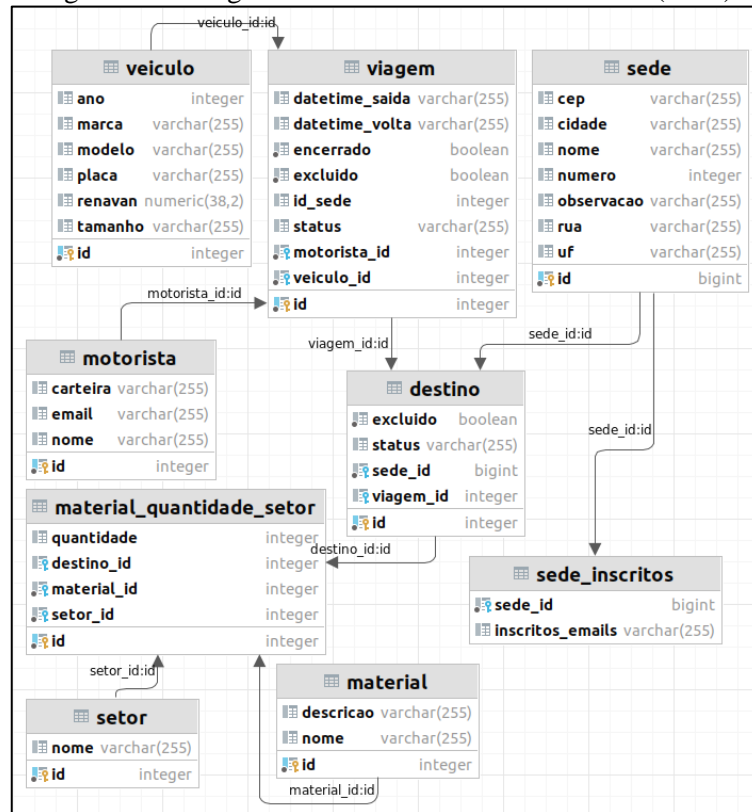 veiculo_id:id
veiculo
ano integer
marca varchar(255)
modelo varchar(255)
placa varchar(255)
renavan numeric(38,2)
tamanho varchar(255)
id integer
viagem
datetime_saida varchar(255)
datetime_volta varchar(255)
encerrado boolean
excluido boolean
id_sede integer
status varchar(255)
motorista_id integer
veiculo_id integer
id integer
sede
cep varchar(255)
cidade varchar(255)
nome varchar(255)
numero integer
observacao varchar(255)
rua varchar(255)
uf varchar(255)
id bigint
motorista_id:id
viagem_id:id
sede_id:id
motorista
carteira varchar(255)
email varchar(255)
nome varchar(255)
id integer
destino
excluido boolean
status varchar(255)
sede_id bigint
viagem_id integer
id integer
sede_id:id
material_quantidade_setor
quantidade integer
destino_id integer
material_id integer
setor_id integer
id integer
destino_id:id
sede_inscritos
sede_id bigint
inscritos_emails varchar(255)
setor_id:id
setor
nome varchar(255)
id integer
material
descricao varchar(255)
nome varchar(255)
id integer
material_id:id